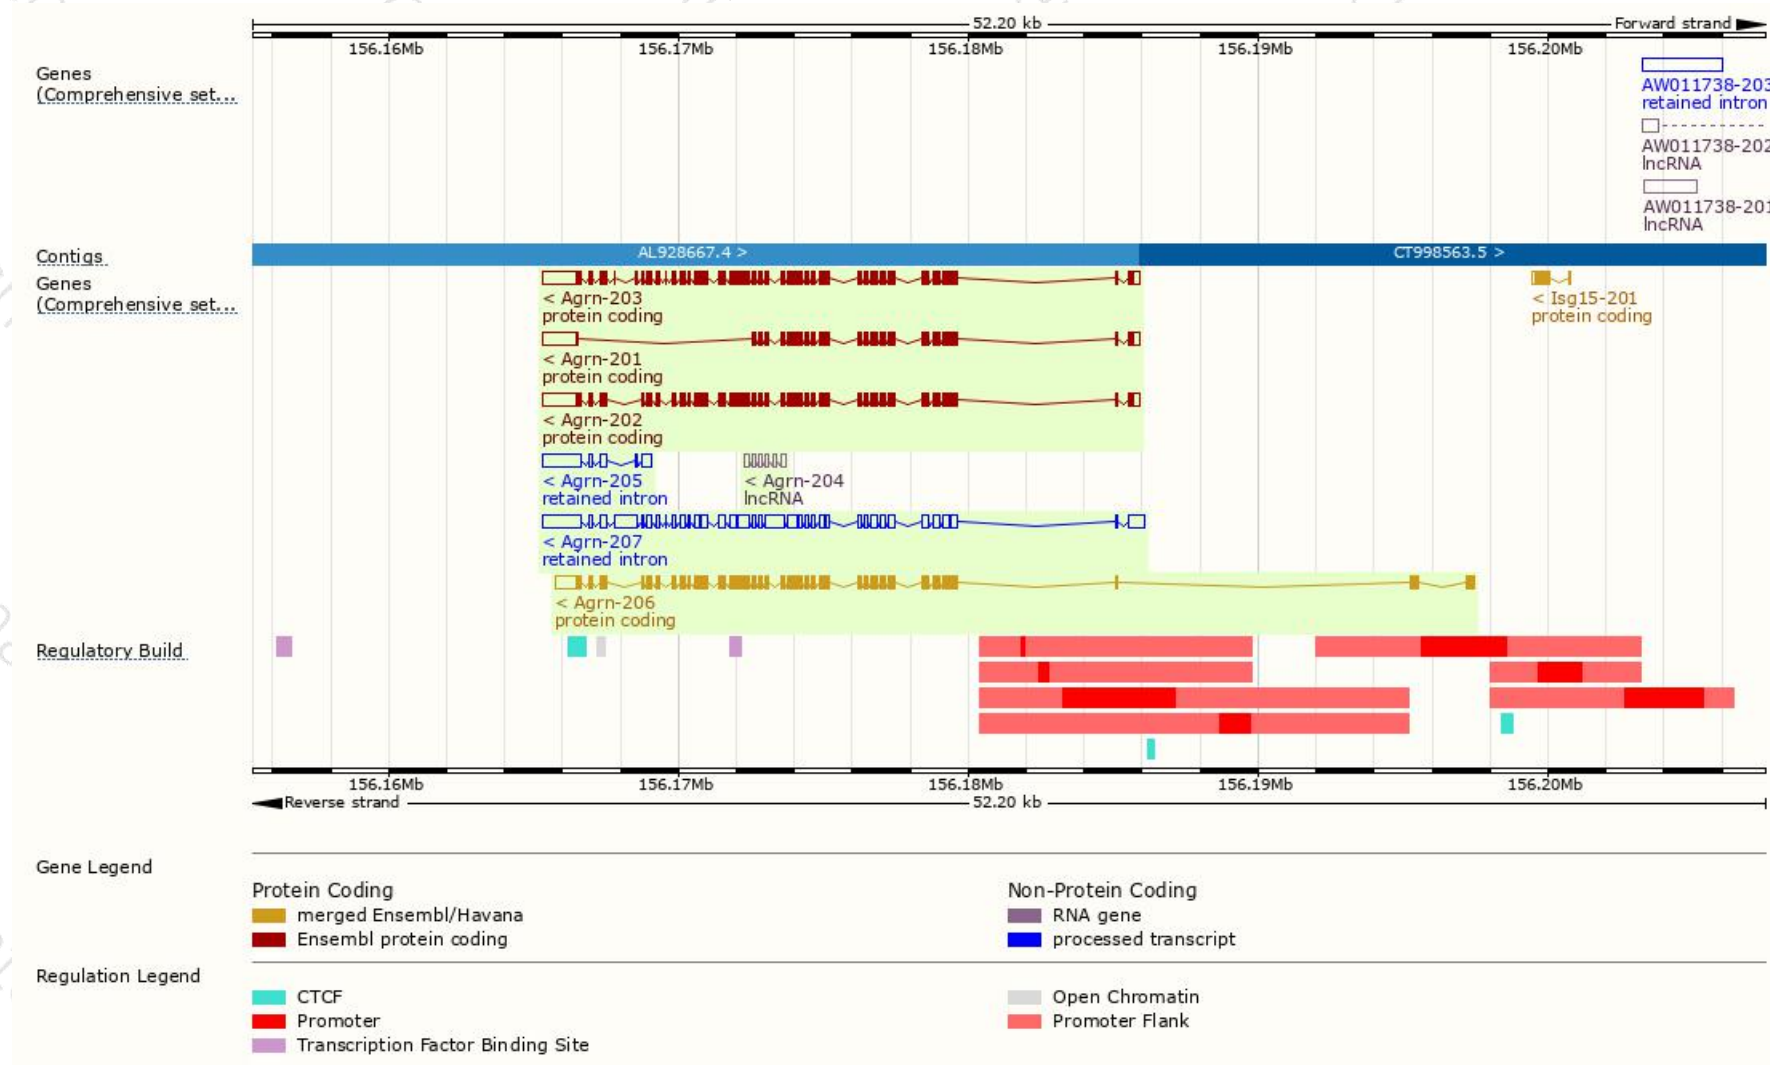 52.20 kb
Forward strand
156.16Mb 156.17Mb 156.18Mb 156.19Mb 156.20Mb
Genes
(Comprehensive set...
AW011738-203
retained intron
AW011738-202
lncRNA
AW011738-201
lncRNA
Contigs
AL928667.4 >
CT998563.5 >
Genes
(Comprehensive set...
< Agrn-203
protein coding
< Isg15-201
protein coding
< Agrn-201
protein coding
< Agrn-202
protein coding
< Agrn-205
retained intron
< Agrn-204
lncRNA
< Agrn-207
retained intron
< Agrn-206
protein coding
Regulatory Build
156.16Mb 156.17Mb 156.18Mb 156.19Mb 156.20Mb
Reverse strand
52.20 kb
Gene Legend
Protein Coding
merged Ensembl/Havana
Ensembl protein coding
Non-Protein Coding
RNA gene
processed transcript
Regulation Legend
CTCF
Promoter
Transcription Factor Binding Site
Open Chromatin
Promoter Flank